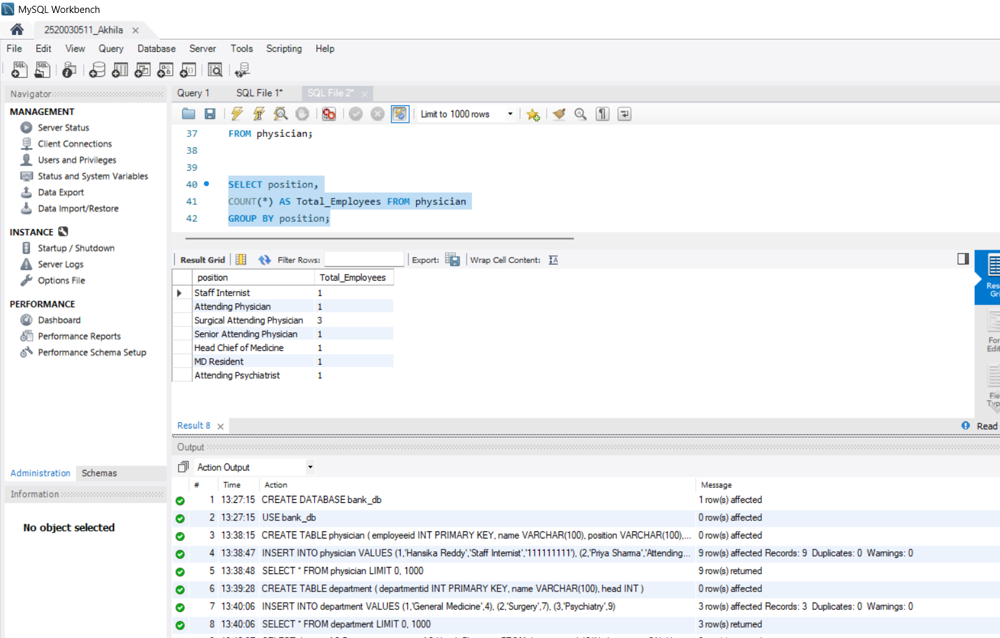 MySQL Workbench
2520030511_Akhila
File Edit View Query Database Server Tools Scripting Help
Navigator
MANAGEMENT
Server Status
Client Connections
Users and Privileges
Status and System Variables
Data Export
Data Import/Restore
INSTANCE
Startup / Shutdown
Server Logs
Options File
PERFORMANCE
Dashboard
Performance Reports
Performance Schema Setup
Administration Schemas
Information
No object selected
Query 1 SQL File 1* SQL File 2*
Limit to 1000 rows
37 FROM physician;
38
39
40 SELECT position,
41 COUNT(*) AS Total_Employees FROM physician
42 GROUP BY position;
Result Grid Filter Rows: Export: Wrap Cell Content:
position Total_Employees
Staff Internist 1
Attending Physician 1
Surgical Attending Physician 3
Senior Attending Physician 1
Head Chief of Medicine 1
MD Resident 1
Attending Psychiatrist 1
Result 8
Read
Output
Action Output
# Time Action Message
1 13:27:15 CREATE DATABASE bank_db 1 row(s) affected
2 13:27:15 USE bank_db 0 row(s) affected
3 13:38:15 CREATE TABLE physician ( employeeid INT PRIMARY KEY, name VARCHAR(100), position VARCHAR(100),... 0 row(s) affected
4 13:38:47 INSERT INTO physician VALUES (1,'Hansika Reddy','Staff Internist','111111111'), (2,'Priya Sharma','Attending... 9 row(s) affected Records: 9 Duplicates: 0 Warnings: 0
5 13:38:48 SELECT * FROM physician LIMIT 0, 1000 9 row(s) returned
6 13:39:28 CREATE TABLE department ( departmentid INT PRIMARY KEY, name VARCHAR(100), head INT ) 0 row(s) affected
7 13:40:06 INSERT INTO department VALUES (1,'General Medicine',4), (2,'Surgery',7), (3,'Psychiatry',9) 3 row(s) affected Records: 3 Duplicates: 0 Warnings: 0
8 13:40:06 SELECT * FROM department LIMIT 0, 1000 3 row(s) returned